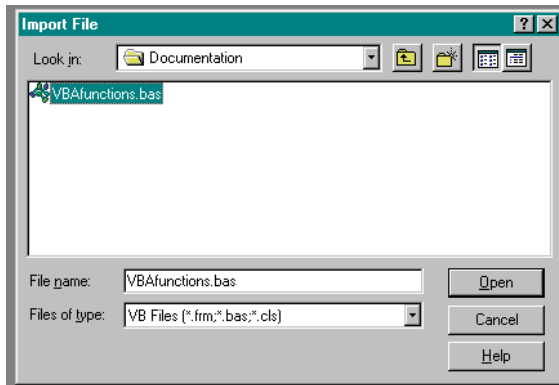 Import File
Look in: Documentation
VBAfunctions.bas
File name: VBAfunctions.bas Open
Files of type: VB Files (*.frm;*.bas;*.cls) Cancel
Help